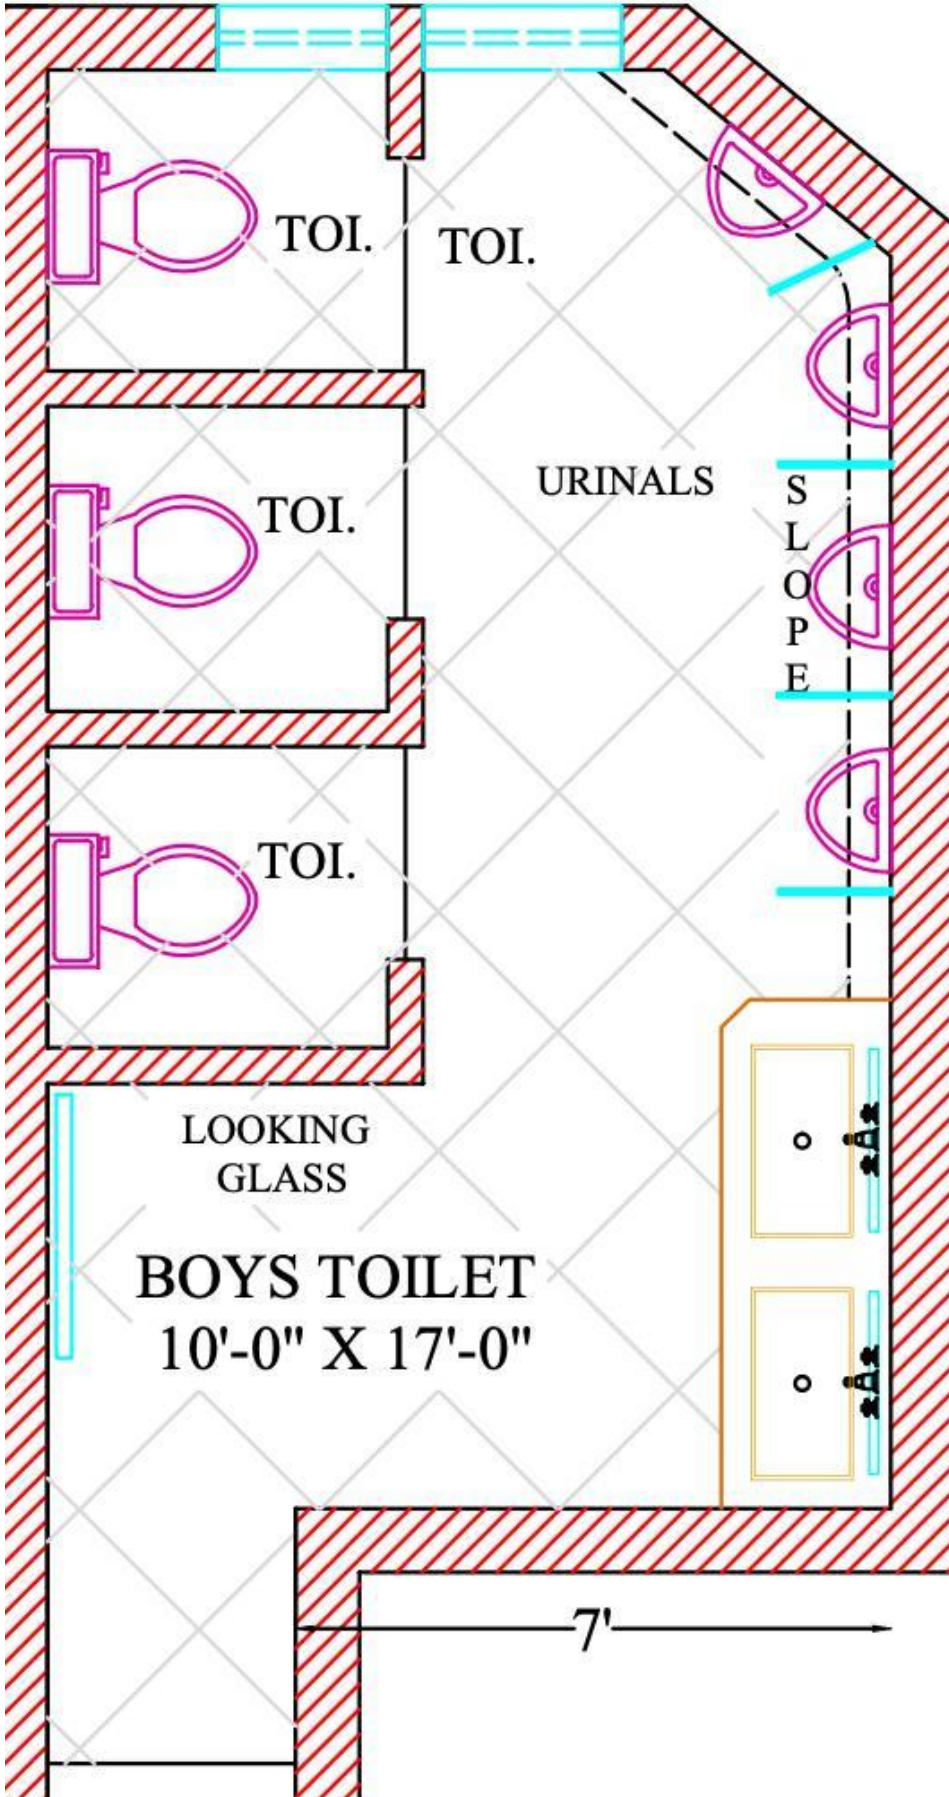 TOI.
TOI.
URINALS
TOI.
S
L
O
P
E
TOI.
LOOKING
GLASS
BOYS TOILET
10'-0" X 17'-0"
7'